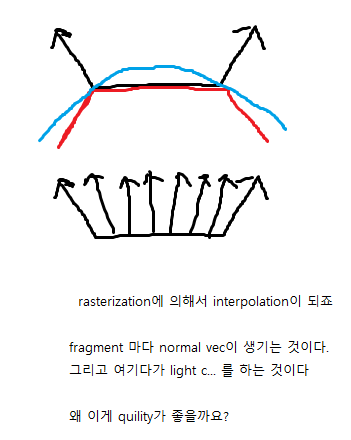 rasterization에 의해서 interpolation이 되죠
fragment 마다 normal vec이 생기는 것이다.
그리고 여기다가 light c... 를 하는 것이다
왜 이게 quility가 좋을까요?